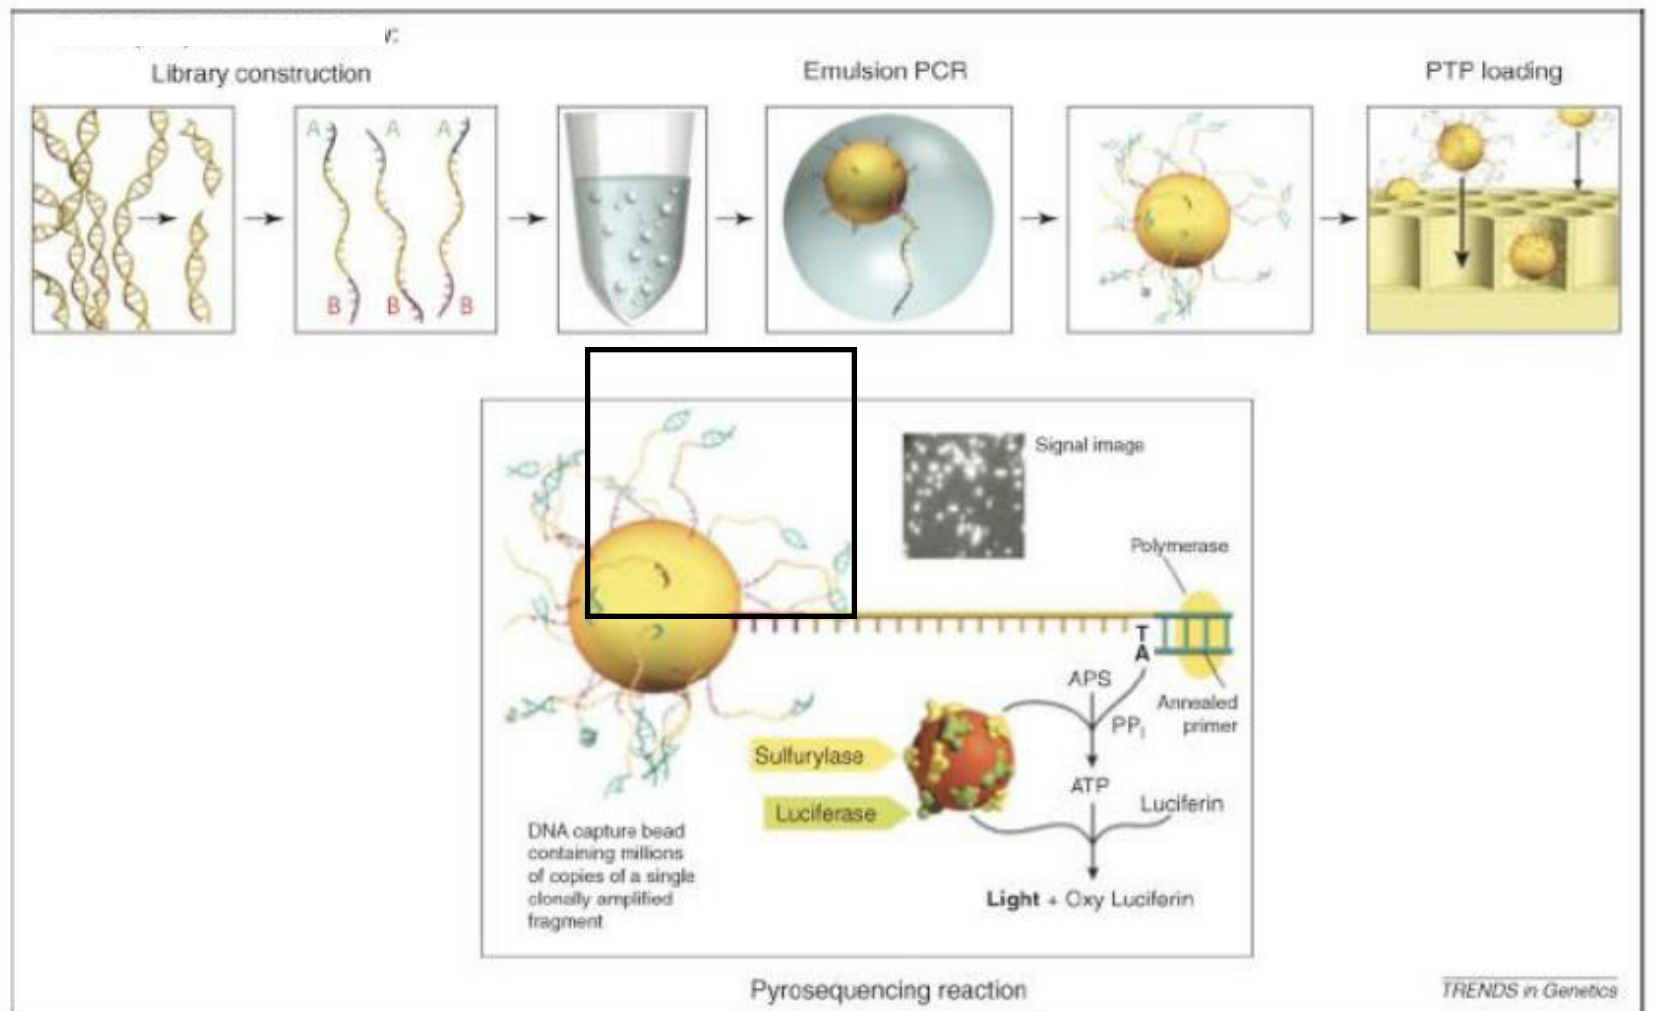 Library construction
Emulsion PCR
PTP loading
A A A
B B B
Signal image
Polymerase
T
A
APS
Annealed
primer
PPi
Sulfurylase
ATP
Luciferin
Luciferase
DNA capture bead
containing millions
of copies of a single
clonally amplified
fragment
Light + Oxy Luciferin
Pyrosequencing reaction
TRENDS in Genetics